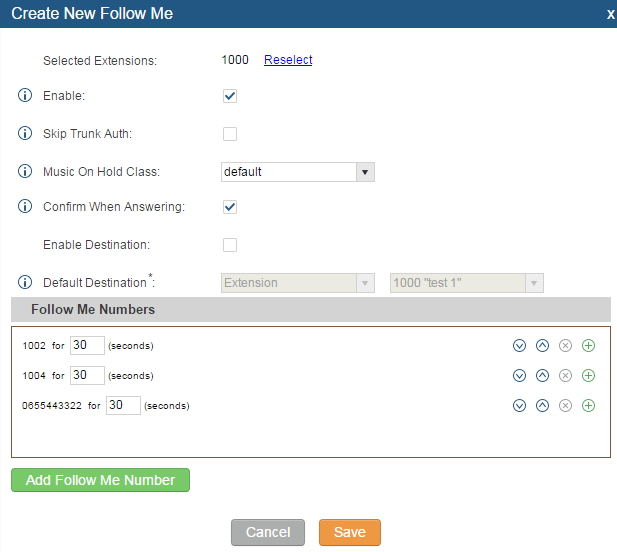 Create New Follow Me x
Selected Extensions: 1000 Reselect
Enable:
Skip Trunk Auth:
Music On Hold Class: default
Confirm When Answering:
Enable Destination:
Default Destination*: Extension 1000 "test 1"
Follow Me Numbers
1002 for 30 (seconds)
1004 for 30 (seconds)
0655443322 for 30 (seconds)
Add Follow Me Number
Cancel Save